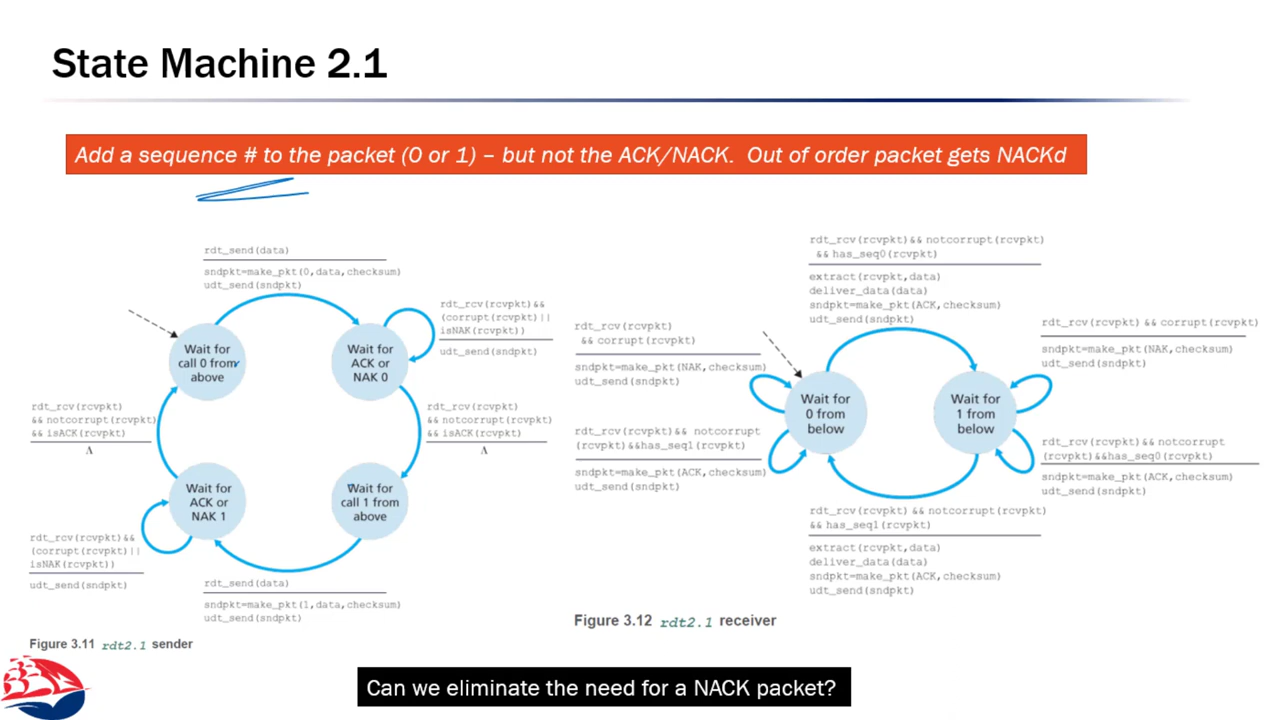 State Machine 2.1
Add a sequence # to the packet (0 or 1) – but not the ACK/NACK. Out of order packet gets NACKd
rdt_send(data)
sndpkt=make_pkt(0,data,checksum)
udt_send(sndpkt)
Wait for
call 0 from
above
Wait for
ACK or
NAK 0
rdt_rcv(rcvpkt)&&
(corrupt(rcvpkt)||
isNAK(rcvpkt))
udt_send(sndpkt)
rdt_rcv(rcvpkt)
&& notcorrupt(rcvpkt)
&& isACK(rcvpkt)
Λ
rdt_rcv(rcvpkt)
&& notcorrupt(rcvpkt)
&& isACK(rcvpkt)
Λ
Wait for
ACK or
NAK 1
Wait for
call 1 from
above
rdt_rcv(rcvpkt)&&
(corrupt(rcvpkt)||
isNAK(rcvpkt))
udt_send(sndpkt)
rdt_send(data)
sndpkt=make_pkt(1,data,checksum)
udt_send(sndpkt)
Figure 3.11 rdt2.1 sender
rdt_rcv(rcvpkt)&& notcorrupt(rcvpkt)
&& has_seq0(rcvpkt)
extract(rcvpkt,data)
deliver_data(data)
sndpkt=make_pkt(ACK,checksum)
udt_send(sndpkt)
rdt_rcv(rcvpkt)
&& corrupt(rcvpkt)
sndpkt=make_pkt(NAK,checksum)
udt_send(sndpkt)
rdt_rcv(rcvpkt) && corrupt(rcvpkt)
sndpkt=make_pkt(NAK,checksum)
udt_send(sndpkt)
Wait for
0 from
below
Wait for
1 from
below
rdt_rcv(rcvpkt)&& notcorrupt
(rcvpkt)&&has_seq1(rcvpkt)
sndpkt=make_pkt(ACK,checksum)
udt_send(sndpkt)
rdt_rcv(rcvpkt)&& notcorrupt
(rcvpkt)&&has_seq0(rcvpkt)
sndpkt=make_pkt(ACK,checksum)
udt_send(sndpkt)
rdt_rcv(rcvpkt) && notcorrupt(rcvpkt)
&& has_seq1(rcvpkt)
extract(rcvpkt,data)
deliver_data(data)
sndpkt=make_pkt(ACK,checksum)
udt_send(sndpkt)
Figure 3.12 rdt2.1 receiver
Can we eliminate the need for a NACK packet?